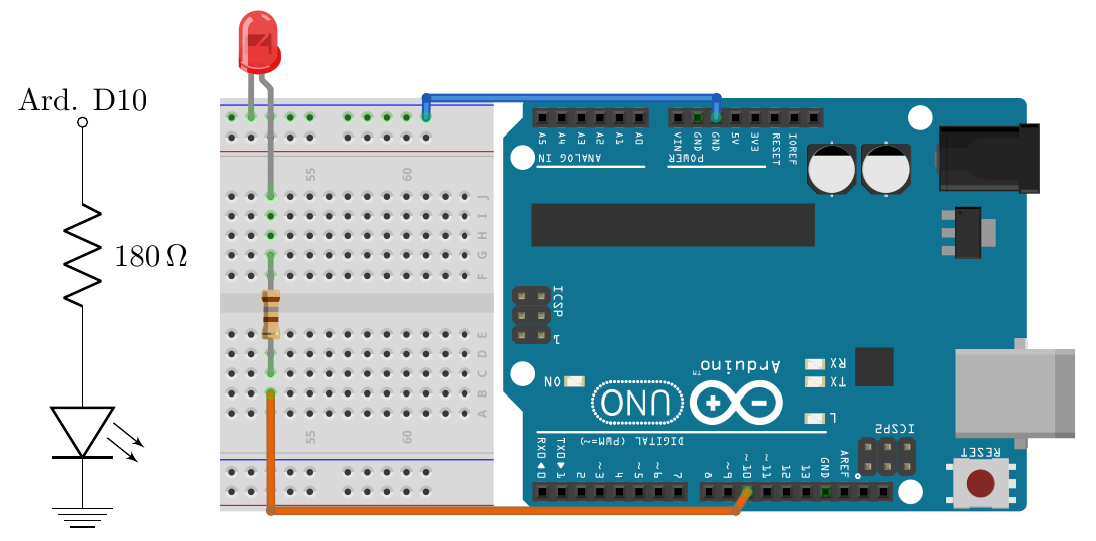 Ard. D10
180 Ω
55
60
J
I
H
G
F
E
D
C
B
A
55
60
A5
A4
A3
A2
A1
A0
ANALOG IN
VIN
GND
GND
5V
3V3
RESET
IOREF
POWER
ICSP
1
ON
UNO
Arduino
TM
RX
TX
L
ICSP2
RESET
DIGITAL (PWM=~)
RX0◄0
TX0►1
2
~3
4
~5
~6
7
8
~9
~10
~11
12
13
GND
AREF